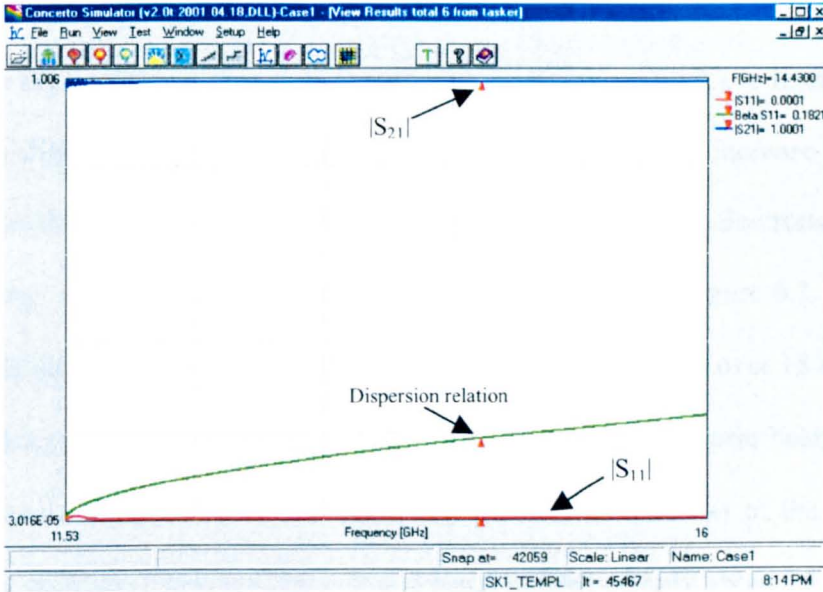 Concerto Simulator (v2.0t 2001 04.18,DLL)-Case1 - [View Results total 6 from tasker]
File Run View Test Window Setup Help
1.006
F[GHz]= 14.4300
|S11|= 0.0001
Beta S11= 0.1821
|S21|= 1.0001
|S21|
Dispersion relation
|S11|
3.016E-05
11.53
Frequency [GHz]
16
Snap at= 42059 Scale: Linear Name: Case1
SK1_TEMPL It = 45467 8:14 PM